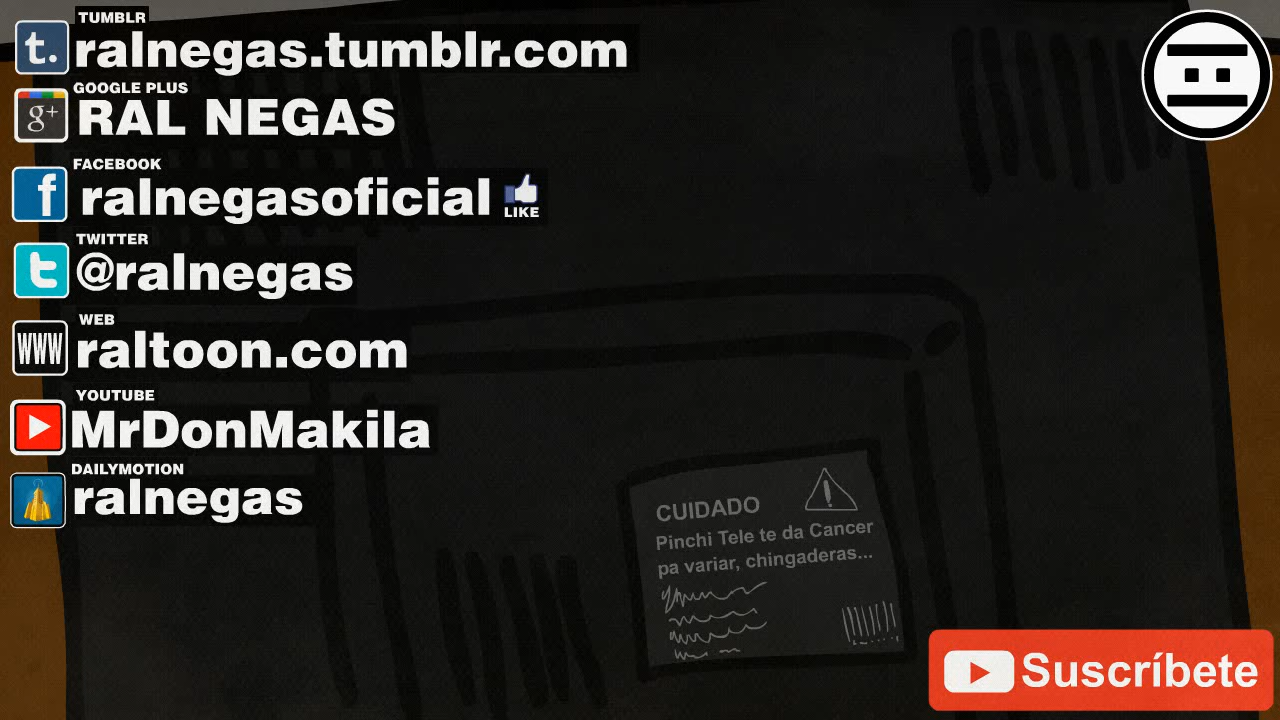 TUMBLR
t. ralnegas.tumblr.com
GOOGLE PLUS
g+ RAL NEGAS
FACEBOOK
f ralnegasoficial LIKE
TWITTER
t @ralnegas
WEB
WWW raltoon.com
YOUTUBE
MrDonMakila
DAILYMOTION
ralnegas
CUIDADO
Pinchi Tele te da Cancer
pa variar, chingaderas...
Suscríbete